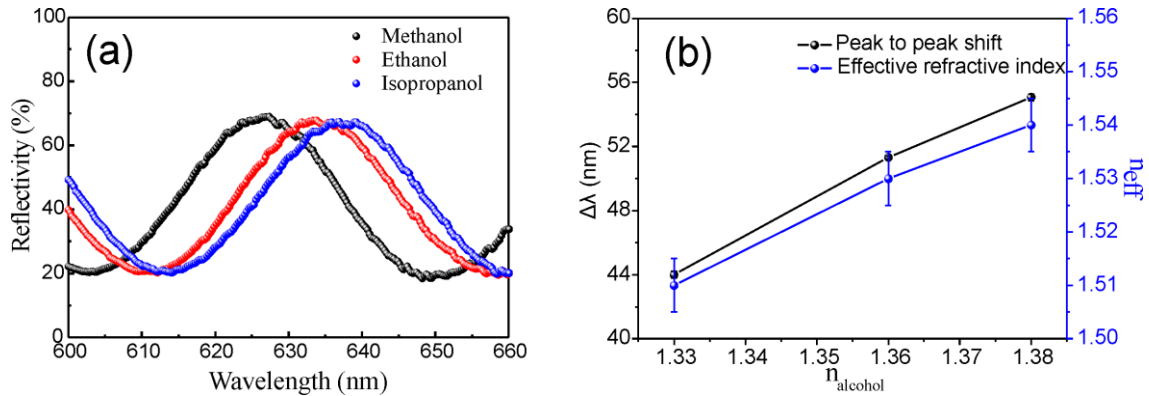 (a)
Methanol
Ethanol
Isopropanol
Reflectivity (%)
100
80
60
40
20
0
600 610 620 630 640 650 660
Wavelength (nm)
(b)
Peak to peak shift
Effective refractive index
Δλ (nm)
60
56
52
48
44
40
1.33 1.34 1.35 1.36 1.37 1.38
nalcohol
1.56
1.55
1.54
1.53
1.52
1.51
1.50
neff